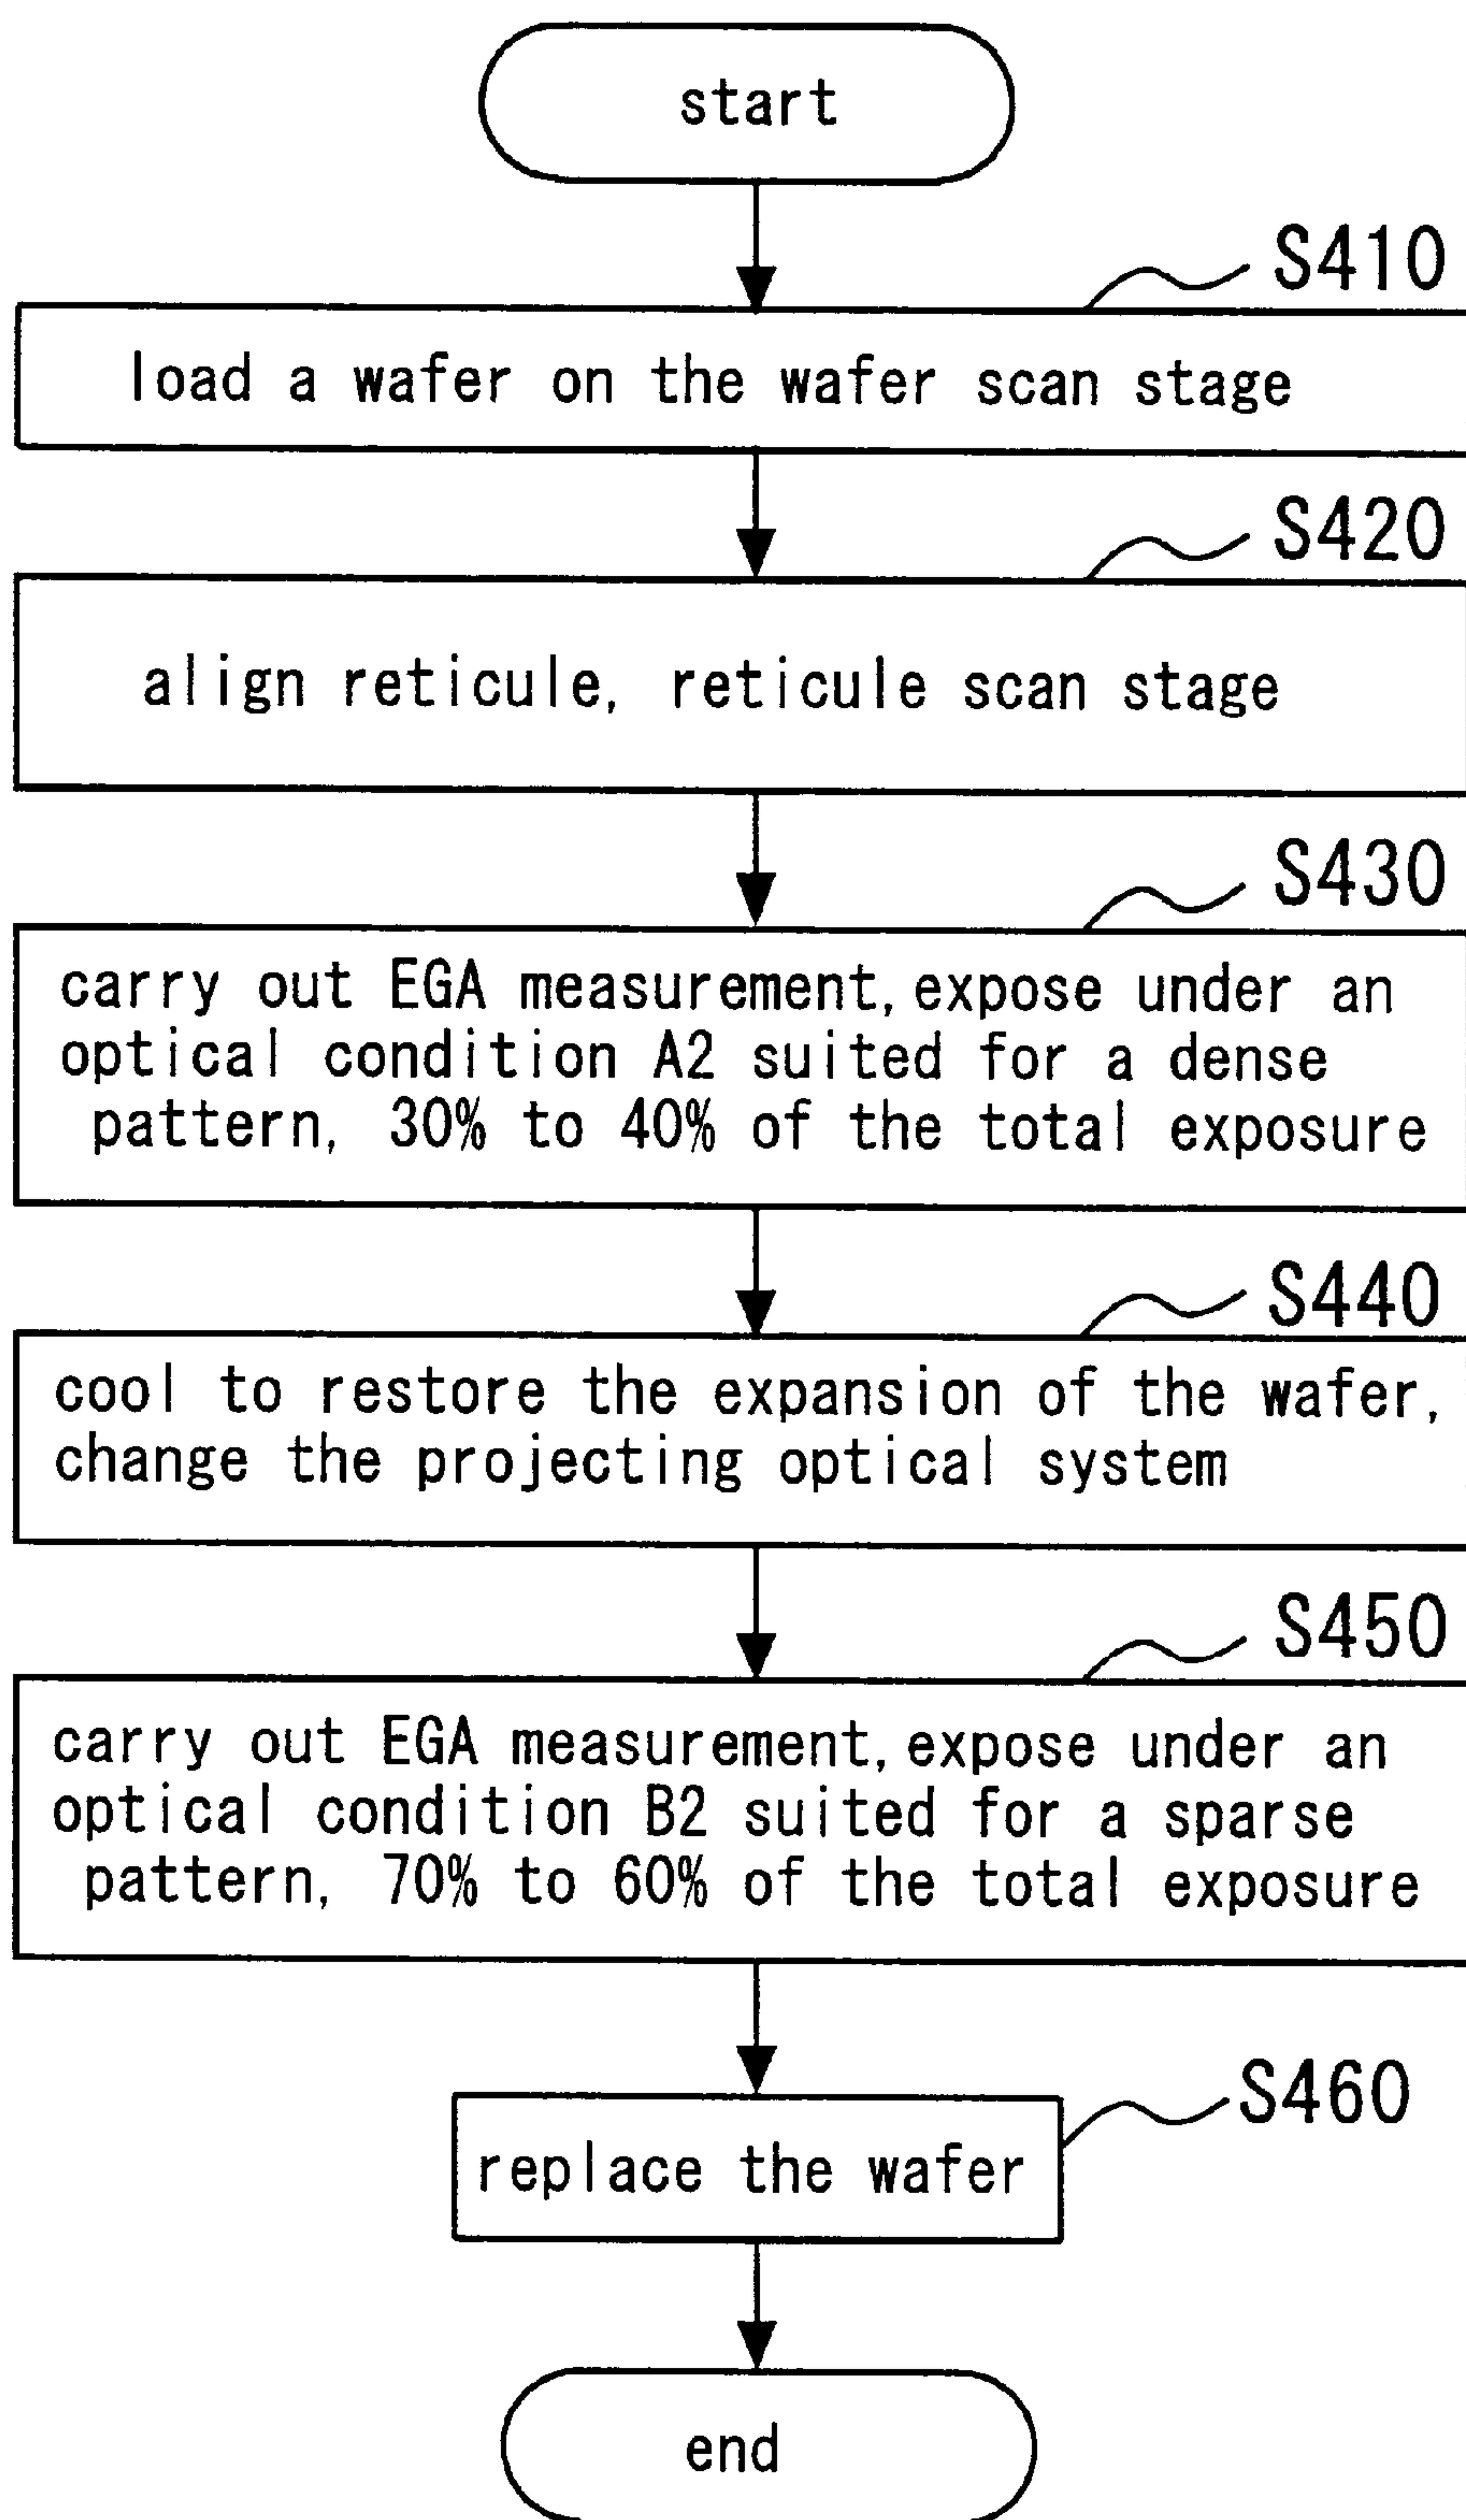 start
S410
load a wafer on the wafer scan stage
S420
align reticule, reticule scan stage
S430
carry out EGA measurement, expose under an
optical condition A2 suited for a dense
pattern, 30% to 40% of the total exposure
S440
cool to restore the expansion of the wafer,
change the projecting optical system
S450
carry out EGA measurement, expose under an
optical condition B2 suited for a sparse
pattern, 70% to 60% of the total exposure
S460
replace the wafer
end